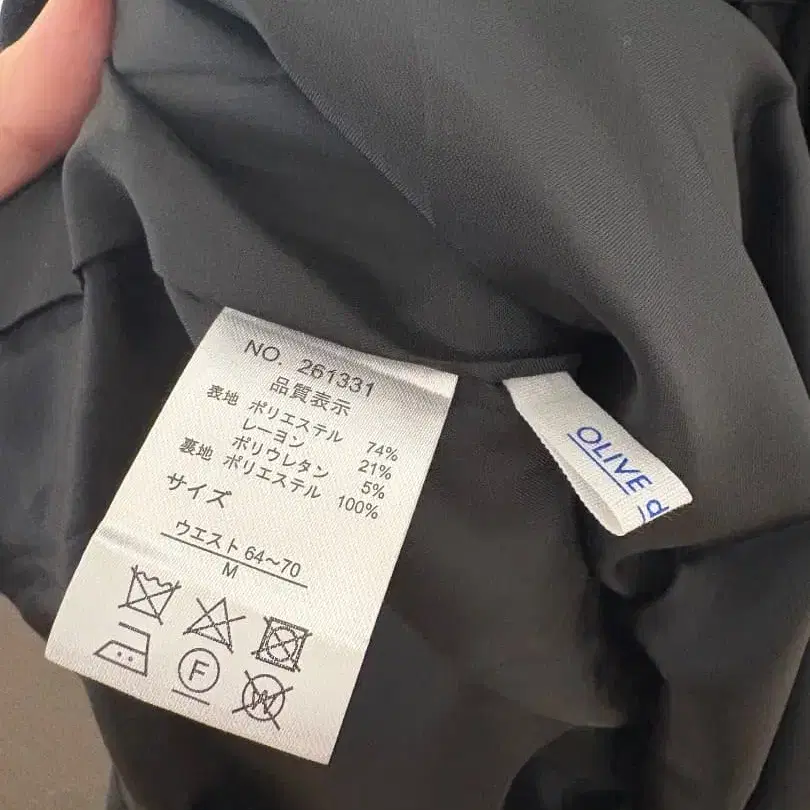 NO. 261331
品質表示
表地 ポリエステル 74%
レーヨン 21%
ポリウレタン 5%
裏地 ポリエステル 100%
サイズ
ウエスト 64～70
M
F
W
OLIVE